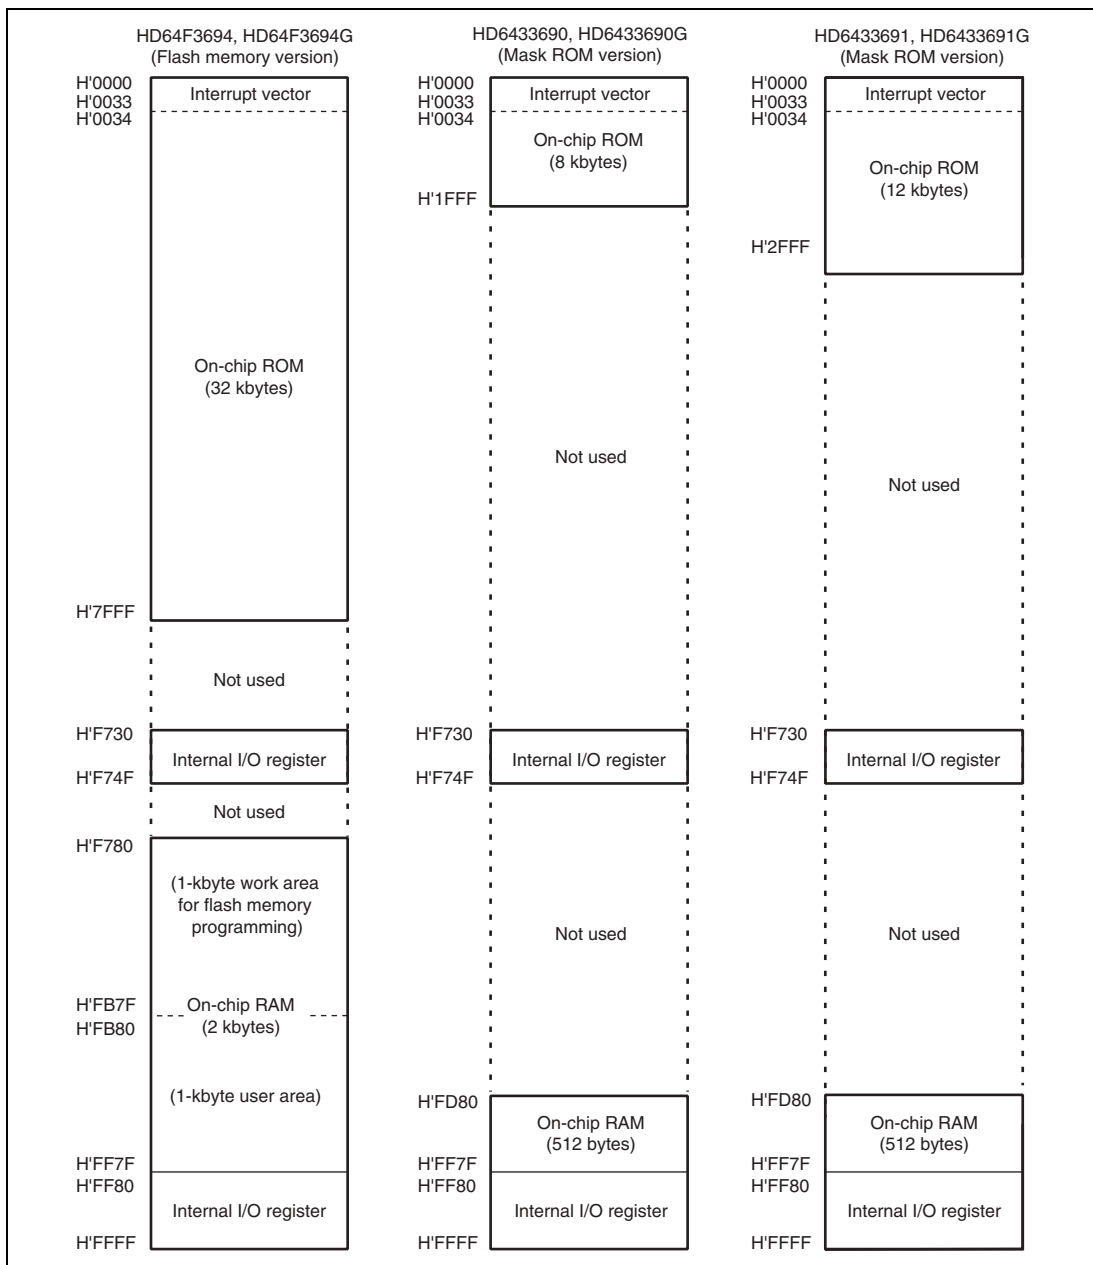 HD64F3694, HD64F3694G
(Flash memory version)
H'0000
H'0033
H'0034
Interrupt vector
On-chip ROM
(32 kbytes)
H'7FFF
Not used
H'F730
Internal I/O register
H'F74F
Not used
H'F780
(1-kbyte work area
for flash memory
programming)
H'FB7F
On-chip RAM
(2 kbytes)
H'FB80
(1-kbyte user area)
H'FF7F
H'FF80
Internal I/O register
H'FFFF
HD6433690, HD6433690G
(Mask ROM version)
H'0000
H'0033
H'0034
Interrupt vector
On-chip ROM
(8 kbytes)
H'1FFF
Not used
H'F730
Internal I/O register
H'F74F
Not used
H'FD80
On-chip RAM
(512 bytes)
H'FF7F
H'FF80
Internal I/O register
H'FFFF
HD6433691, HD6433691G
(Mask ROM version)
H'0000
H'0033
H'0034
Interrupt vector
On-chip ROM
(12 kbytes)
H'2FFF
Not used
H'F730
Internal I/O register
H'F74F
Not used
H'FD80
On-chip RAM
(512 bytes)
H'FF7F
H'FF80
Internal I/O register
H'FFFF